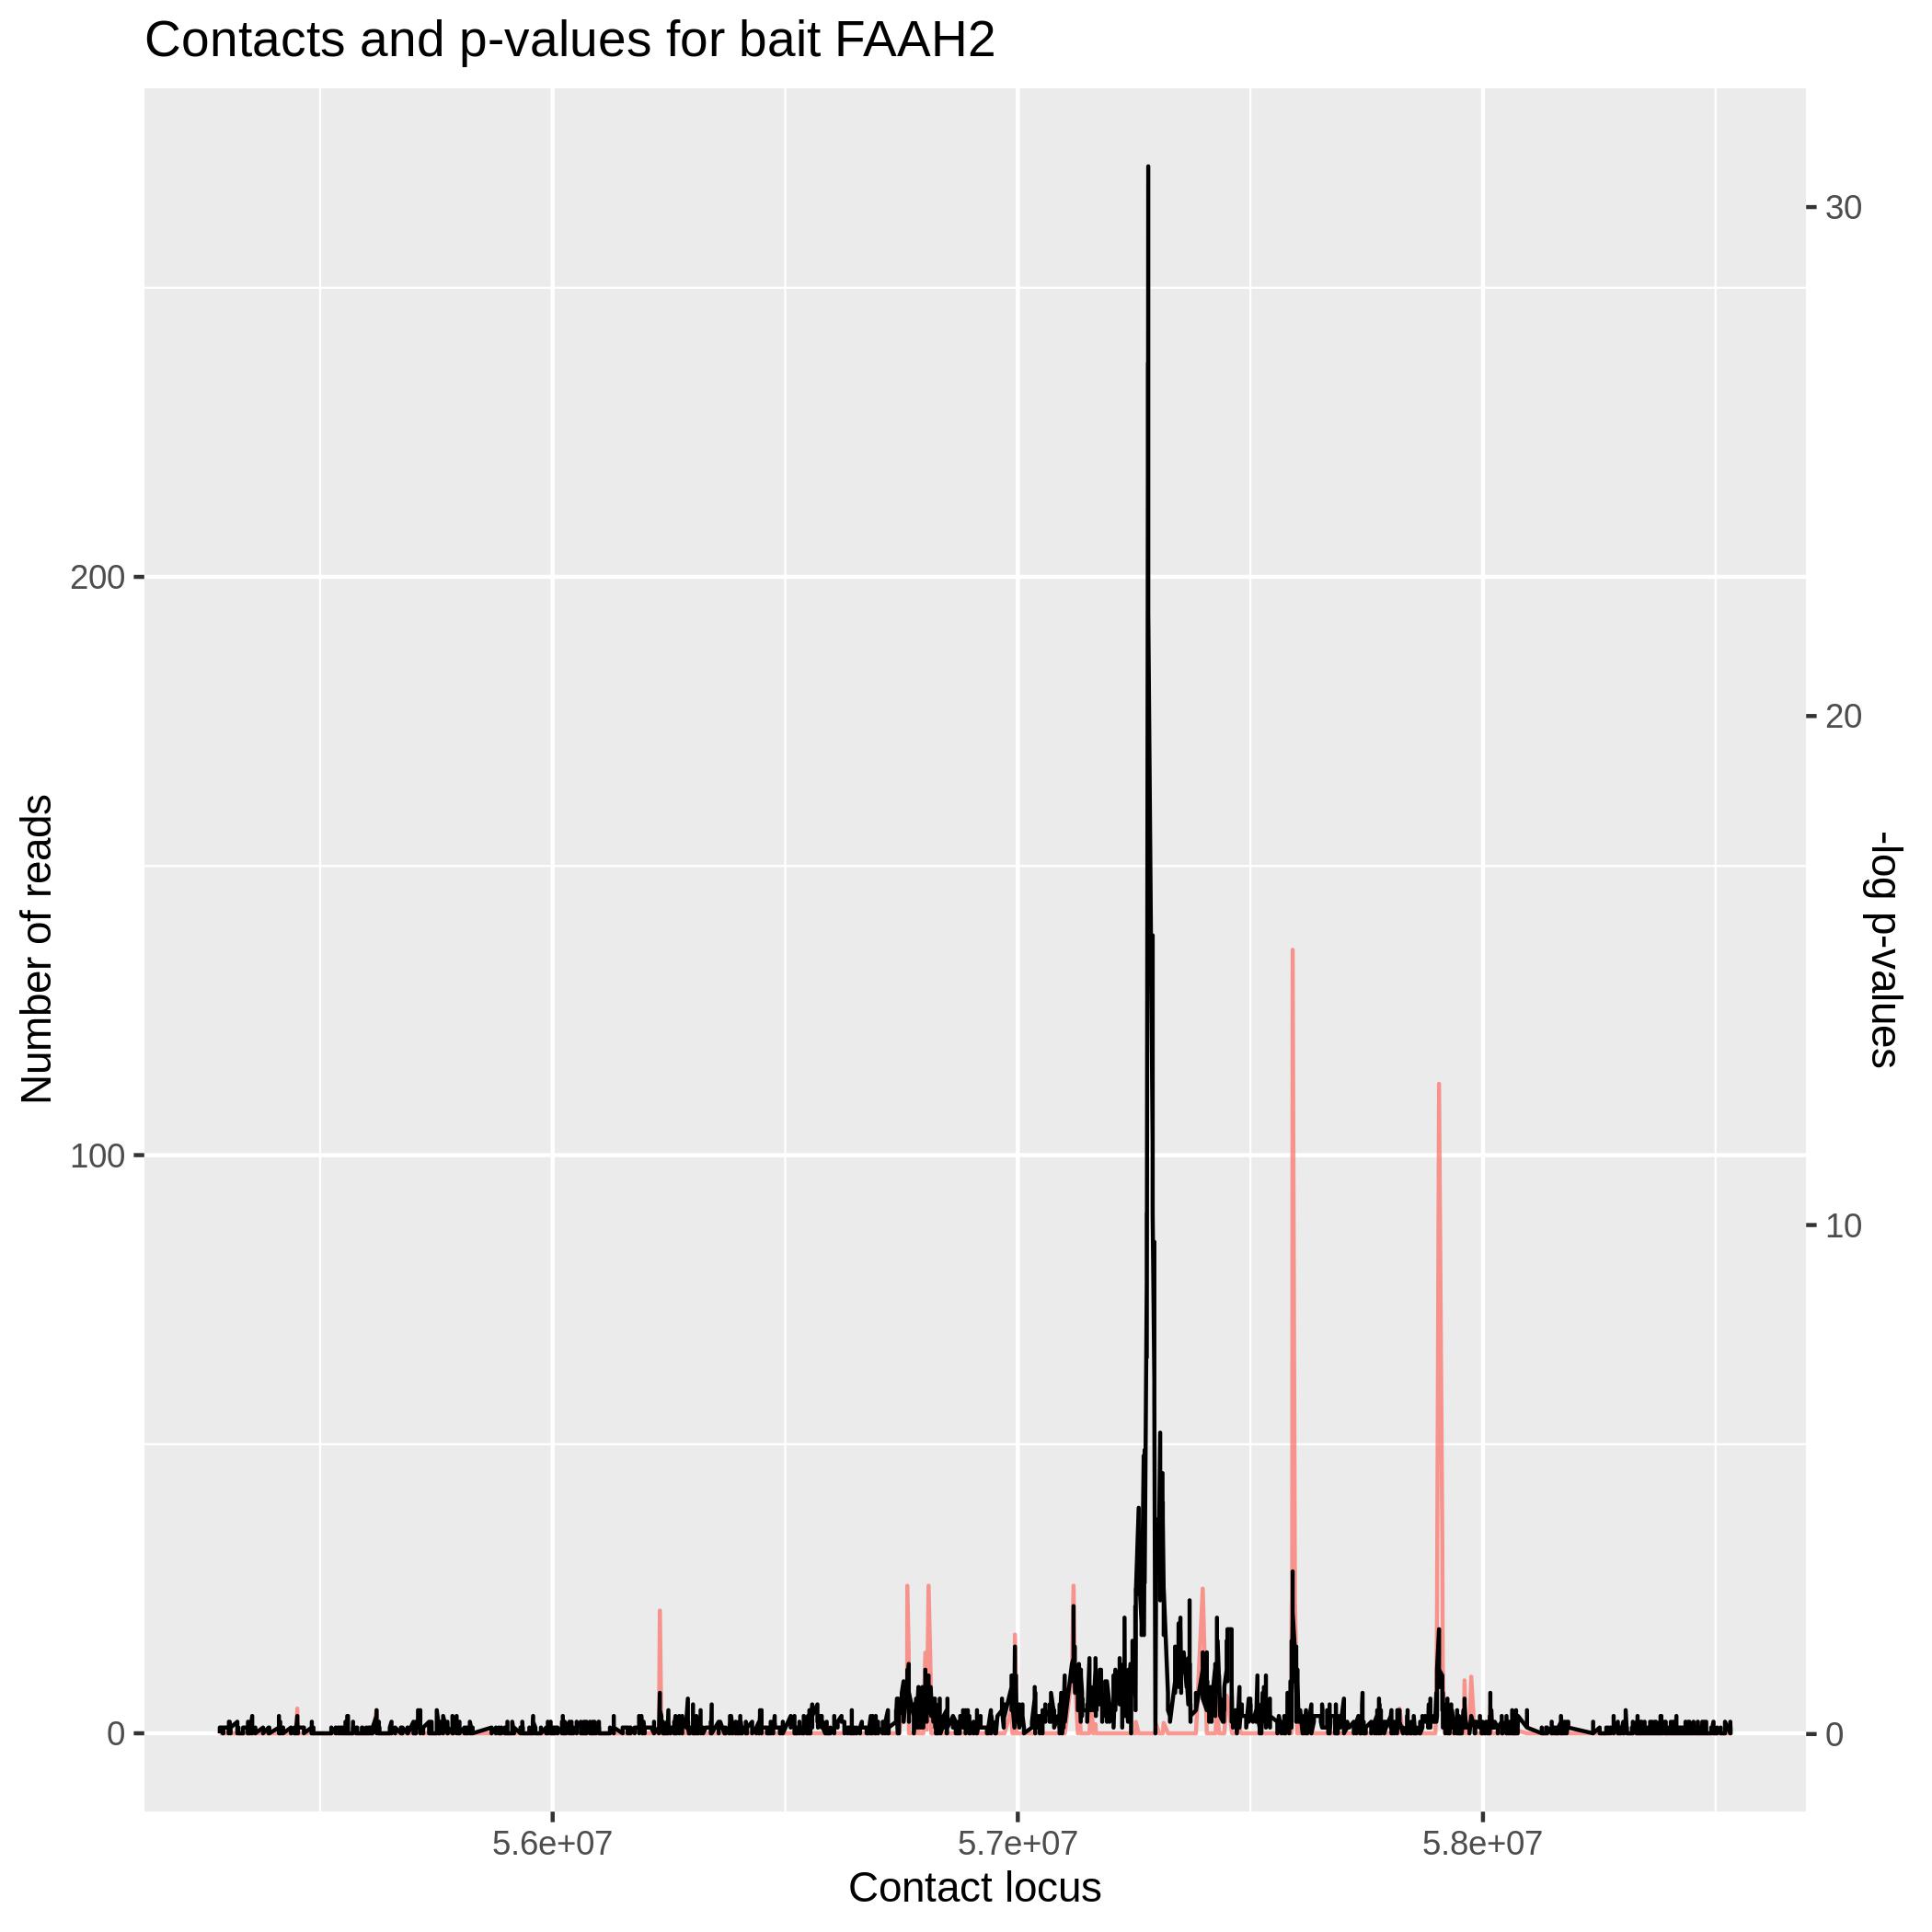 Contacts and p-values for bait FAAH2
Number of reads
200
100
0
30
20
10
0
-log p-values
5.6e+07
5.7e+07
5.8e+07
Contact locus